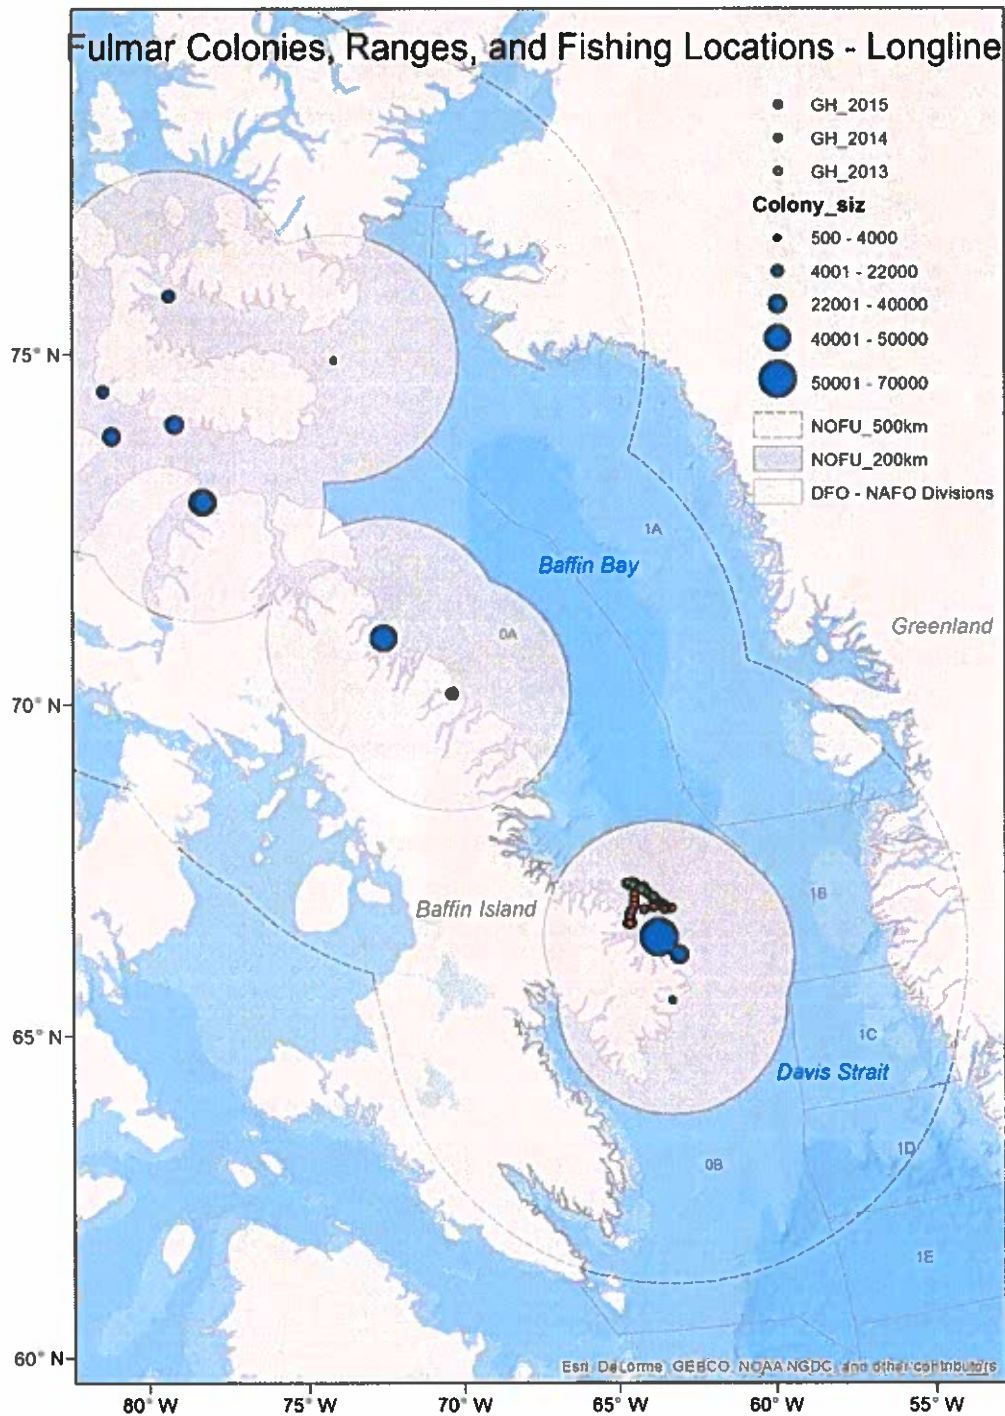 Fulmar Colonies, Ranges, and Fishing Locations - Longline
GH_2015
GH_2014
GH_2013
Colony_siz
500 - 4000
4001 - 22000
22001 - 40000
40001 - 50000
50001 - 70000
NOFU_500km
NOFU_200km
DFO - NAFO Divisions
75° N
70° N
65° N
60° N
1A
Baffin Bay
Greenland
0A
Baffin Island
1B
1C
Davis Strait
1D
0B
1E
Esri, DeLorme, GEBCO, NOAA NGDC, and other contributors
80° W
75° W
70° W
65° W
60° W
55° W